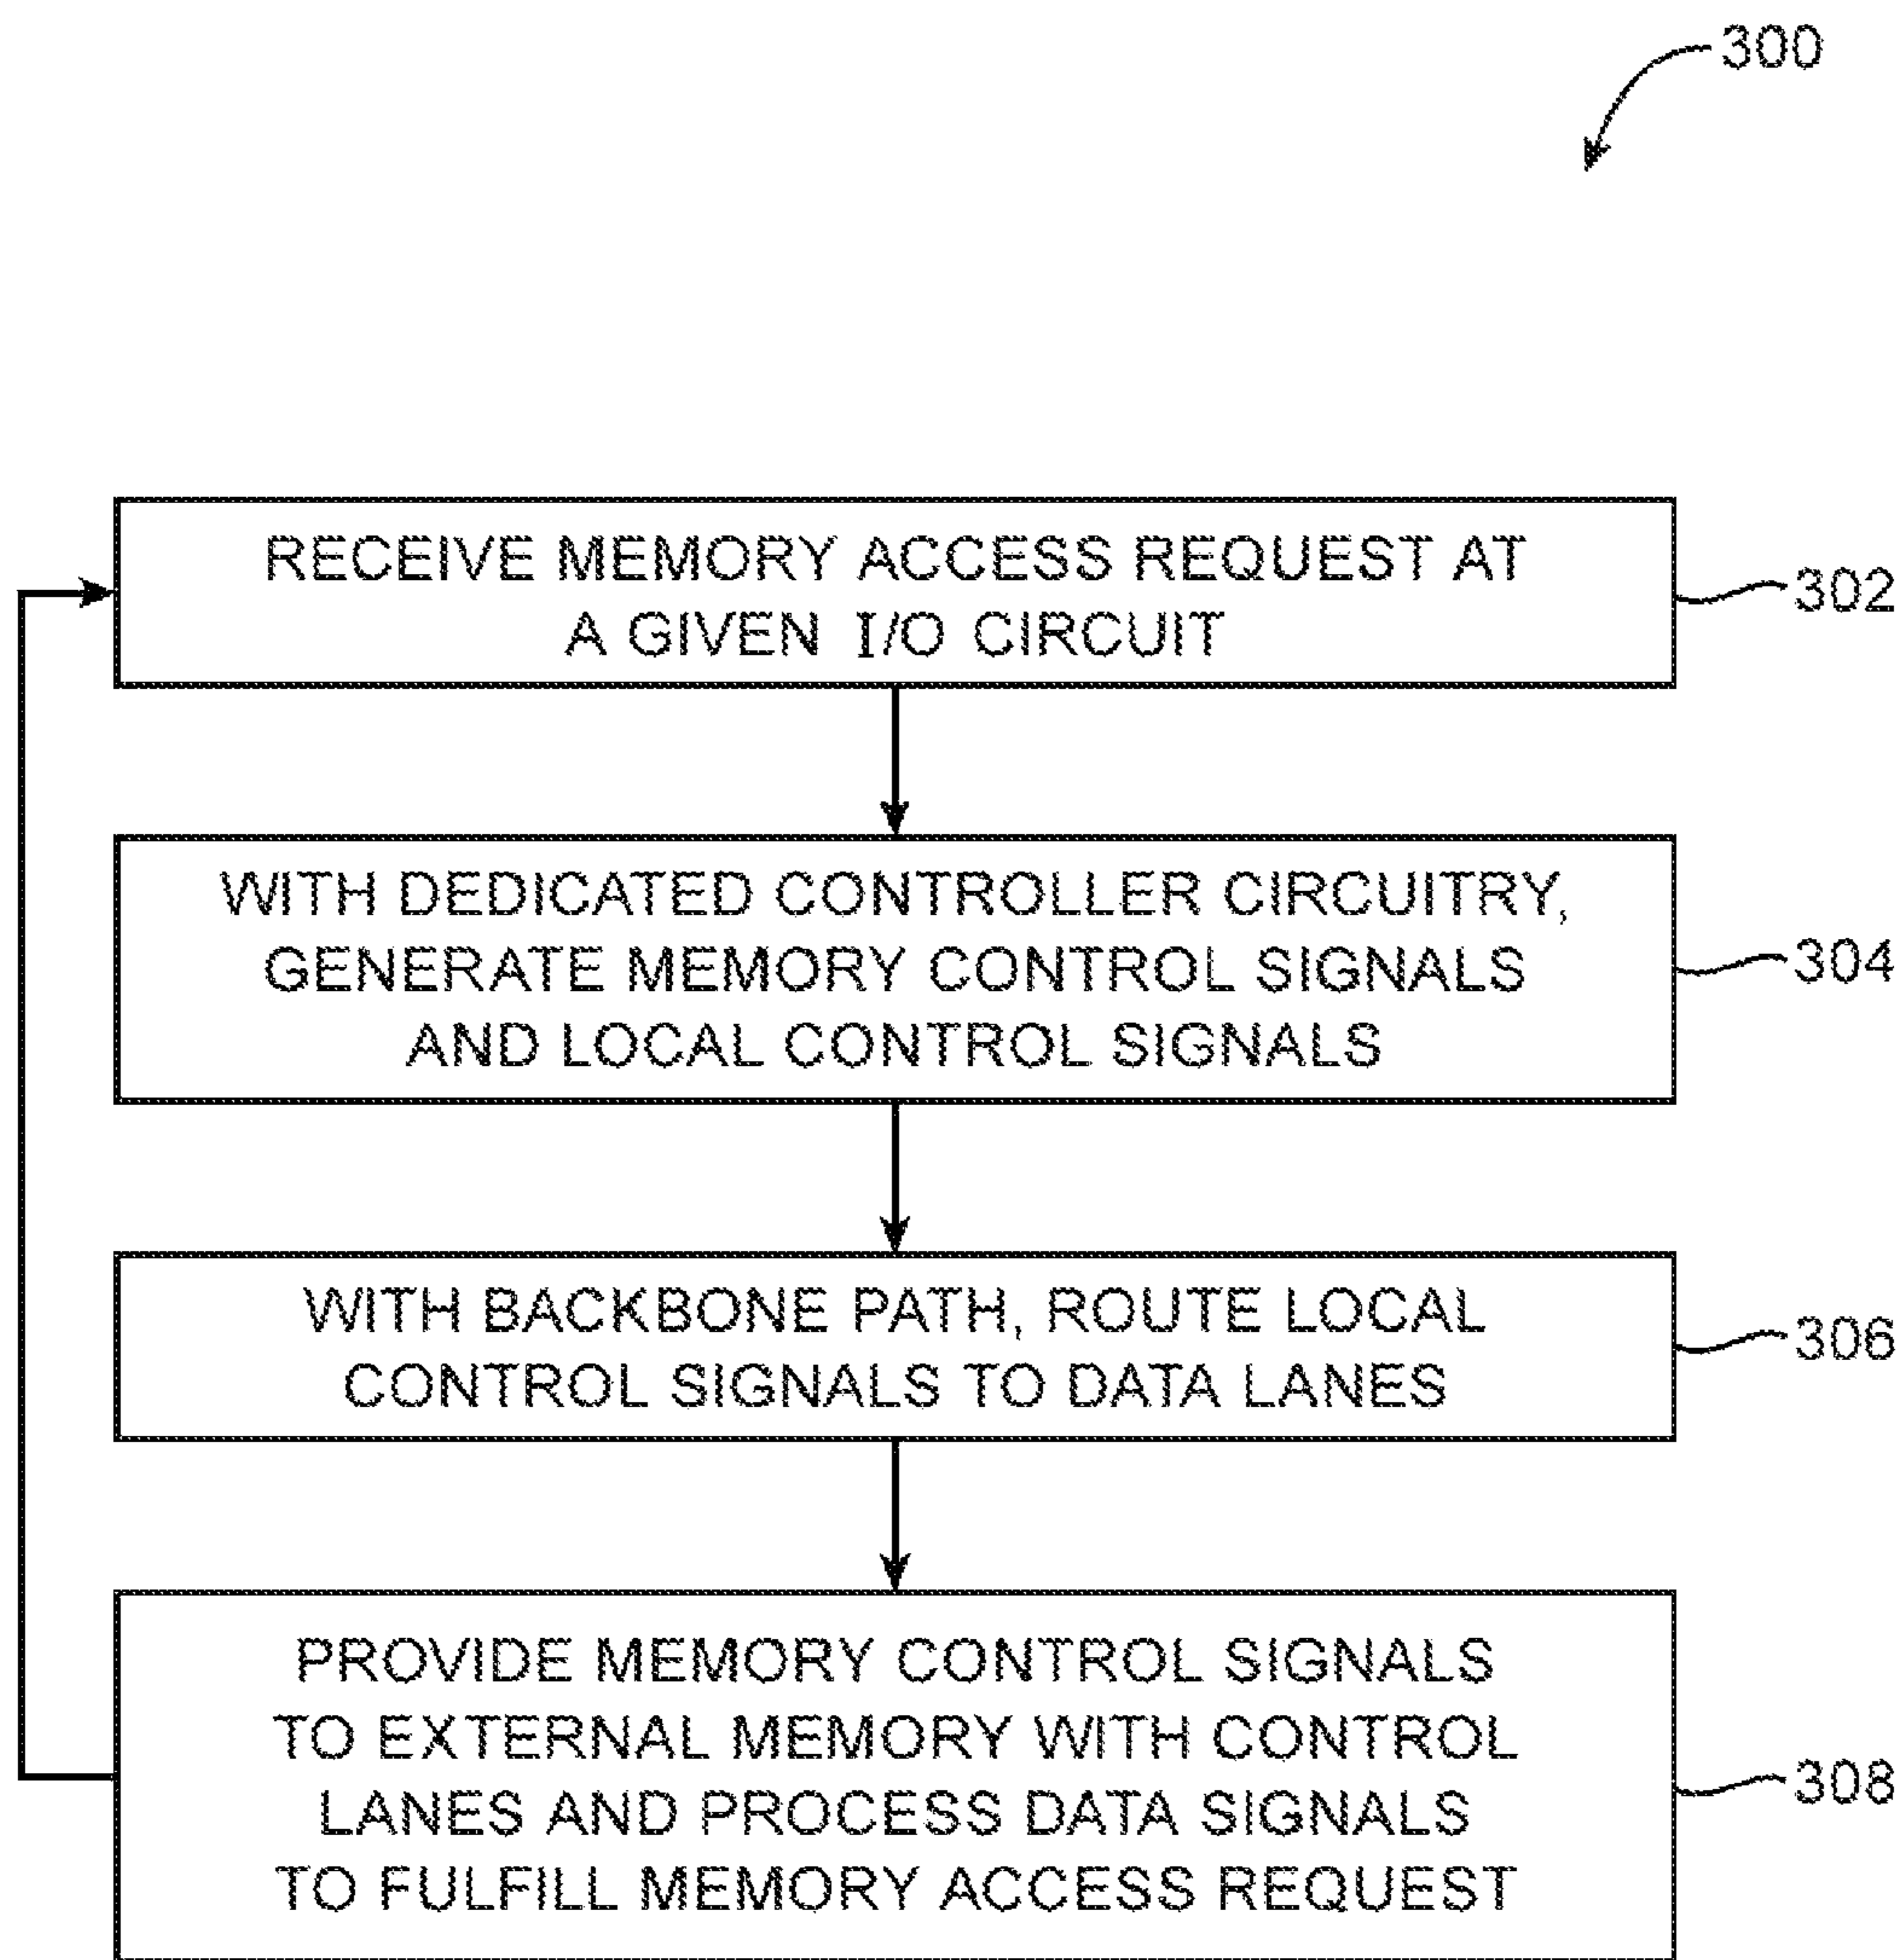 300
RECEIVE MEMORY ACCESS REQUEST AT
A GIVEN I/O CIRCUIT
302
WITH DEDICATED CONTROLLER CIRCUITRY,
GENERATE MEMORY CONTROL SIGNALS
AND LOCAL CONTROL SIGNALS
304
WITH BACKBONE PATH, ROUTE LOCAL
CONTROL SIGNALS TO DATA LANES
306
PROVIDE MEMORY CONTROL SIGNALS
TO EXTERNAL MEMORY WITH CONTROL
LANES AND PROCESS DATA SIGNALS
TO FULFILL MEMORY ACCESS REQUEST
308